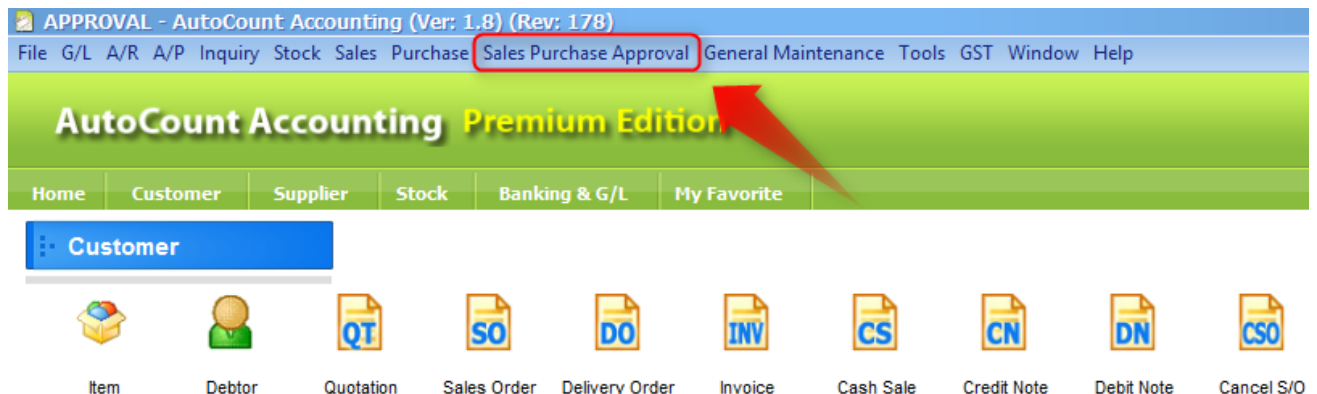 APPROVAL - AutoCount Accounting (Ver: 1.8) (Rev: 178)
File G/L A/R A/P Inquiry Stock Sales Purchase Sales Purchase Approval General Maintenance Tools GST Window Help
AutoCount Accounting Premium Edition
Home Customer Supplier Stock Banking & G/L My Favorite
Customer
QT SO DO INV CS CN DN CSO
Item Debtor Quotation Sales Order Delivery Order Invoice Cash Sale Credit Note Debit Note Cancel S/O